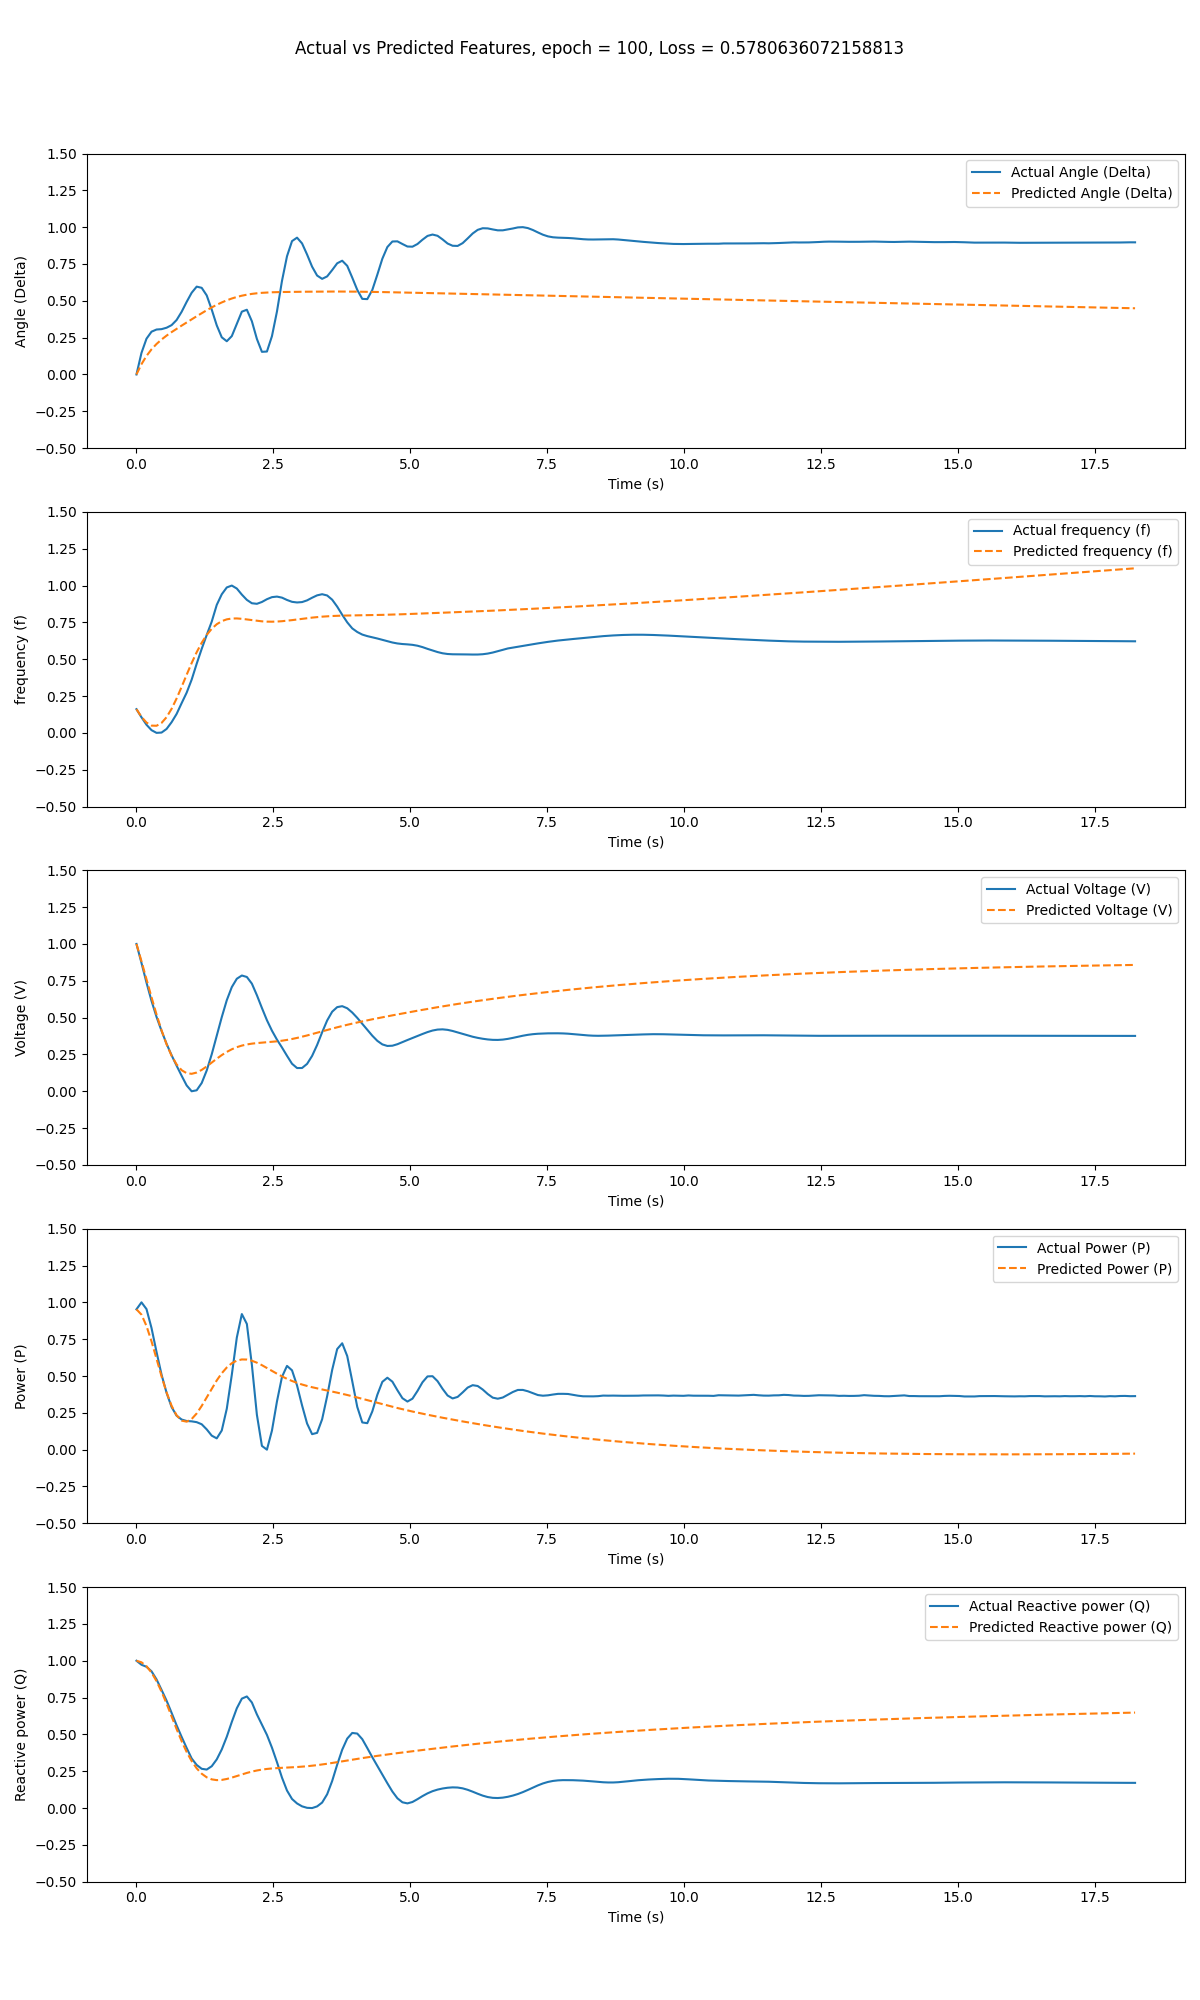 Actual vs Predicted Features, epoch = 100, Loss = 0.5780636072158813
1.50
1.25
1.00
0.75
0.50
0.25
0.00
−0.25
−0.50
Angle (Delta)
Actual Angle (Delta)
Predicted Angle (Delta)
0.0 2.5 5.0 7.5 10.0 12.5 15.0 17.5
Time (s)
1.50
1.25
1.00
0.75
0.50
0.25
0.00
−0.25
−0.50
frequency (f)
Actual frequency (f)
Predicted frequency (f)
0.0 2.5 5.0 7.5 10.0 12.5 15.0 17.5
Time (s)
1.50
1.25
1.00
0.75
0.50
0.25
0.00
−0.25
−0.50
Voltage (V)
Actual Voltage (V)
Predicted Voltage (V)
0.0 2.5 5.0 7.5 10.0 12.5 15.0 17.5
Time (s)
1.50
1.25
1.00
0.75
0.50
0.25
0.00
−0.25
−0.50
Power (P)
Actual Power (P)
Predicted Power (P)
0.0 2.5 5.0 7.5 10.0 12.5 15.0 17.5
Time (s)
1.50
1.25
1.00
0.75
0.50
0.25
0.00
−0.25
−0.50
Reactive power (Q)
Actual Reactive power (Q)
Predicted Reactive power (Q)
0.0 2.5 5.0 7.5 10.0 12.5 15.0 17.5
Time (s)